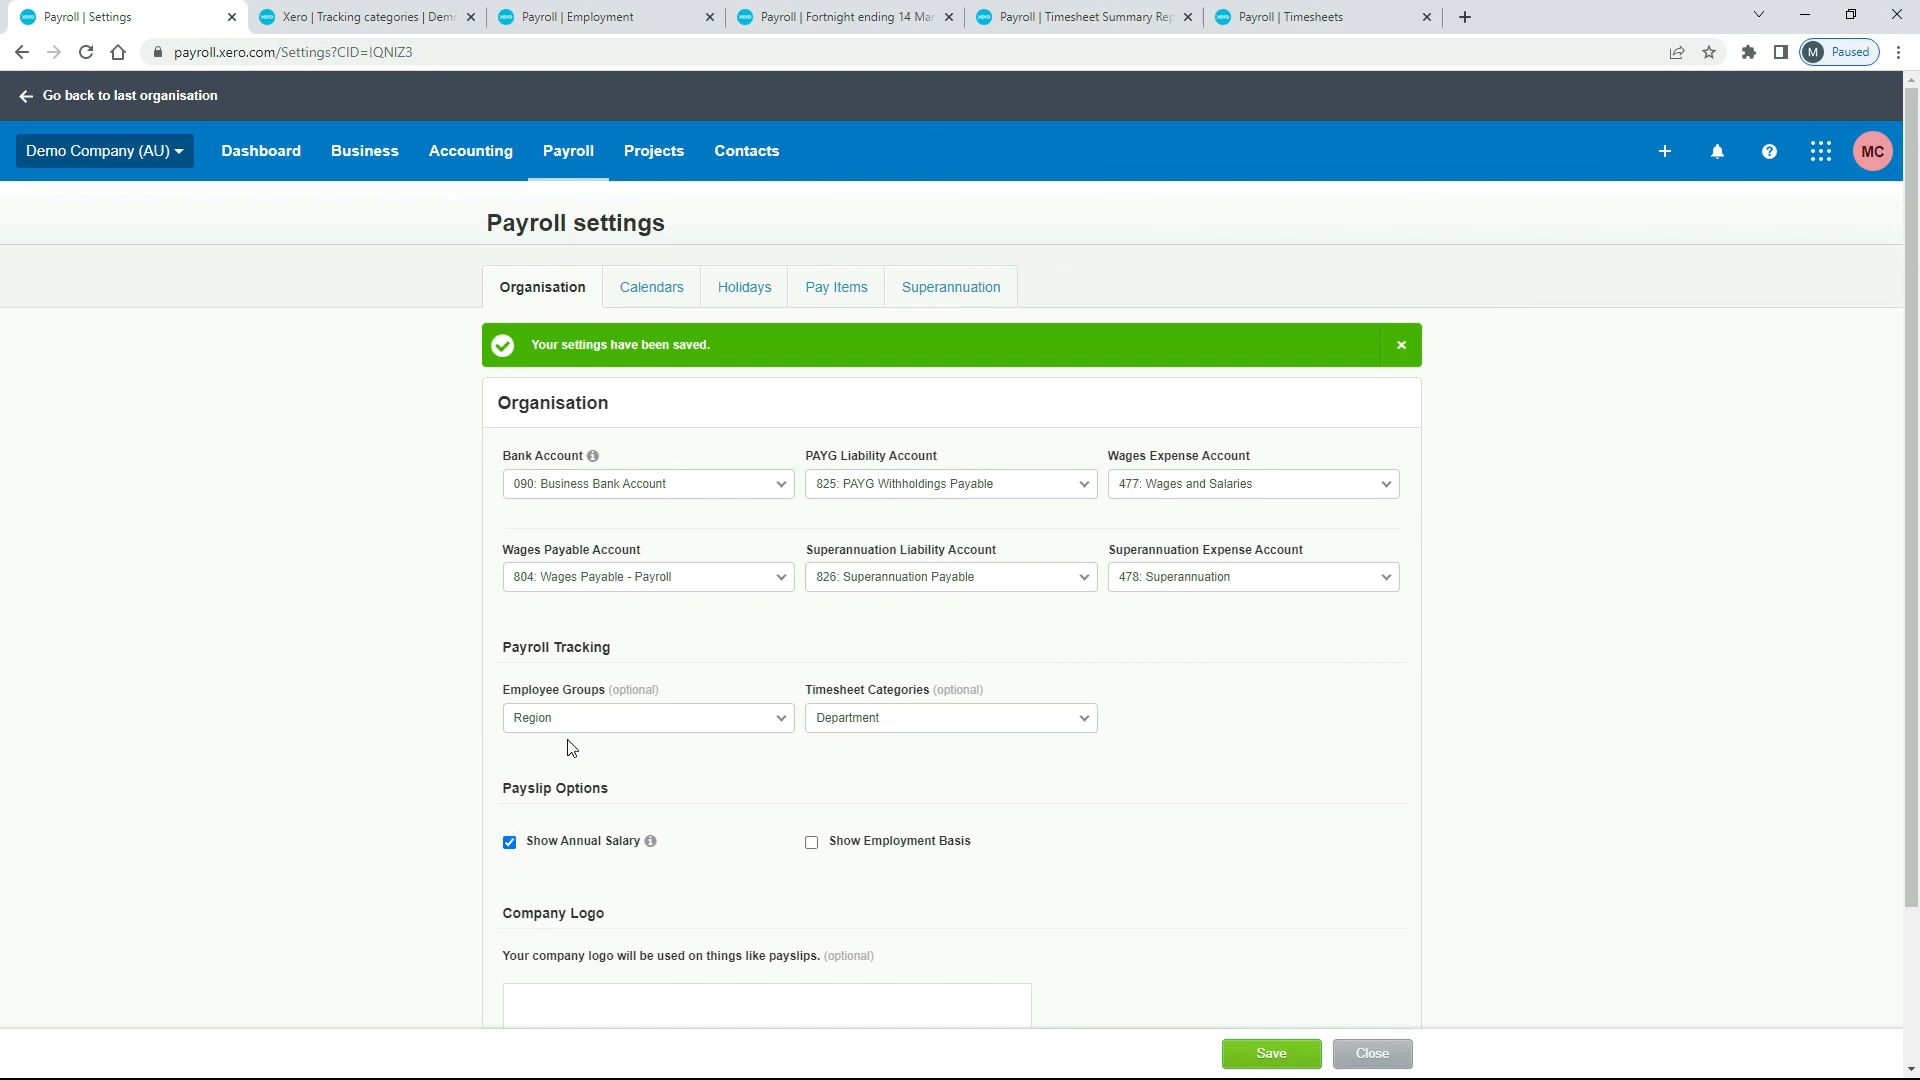 Payroll | Settings
Xero | Tracking categories | Demo
Payroll | Employment
Payroll | Fortnight ending 14 Mar
Payroll | Timesheet Summary Rep
Payroll | Timesheets
payroll.xero.com/Settings?CID=!QNIZ3
M Paused
Go back to last organisation
Demo Company (AU)
Dashboard
Business
Accounting
Payroll
Projects
Contacts
MC
Payroll settings
Organisation
Calendars
Holidays
Pay Items
Superannuation
Your settings have been saved.
Organisation
Bank Account
PAYG Liability Account
Wages Expense Account
090: Business Bank Account
825: PAYG Withholdings Payable
477: Wages and Salaries
Wages Payable Account
Superannuation Liability Account
Superannuation Expense Account
804: Wages Payable - Payroll
826: Superannuation Payable
478: Superannuation
Payroll Tracking
Employee Groups (optional)
Timesheet Categories (optional)
Region
Department
Payslip Options
Show Annual Salary
Show Employment Basis
Company Logo
Your company logo will be used on things like payslips. (optional)
Save
Close